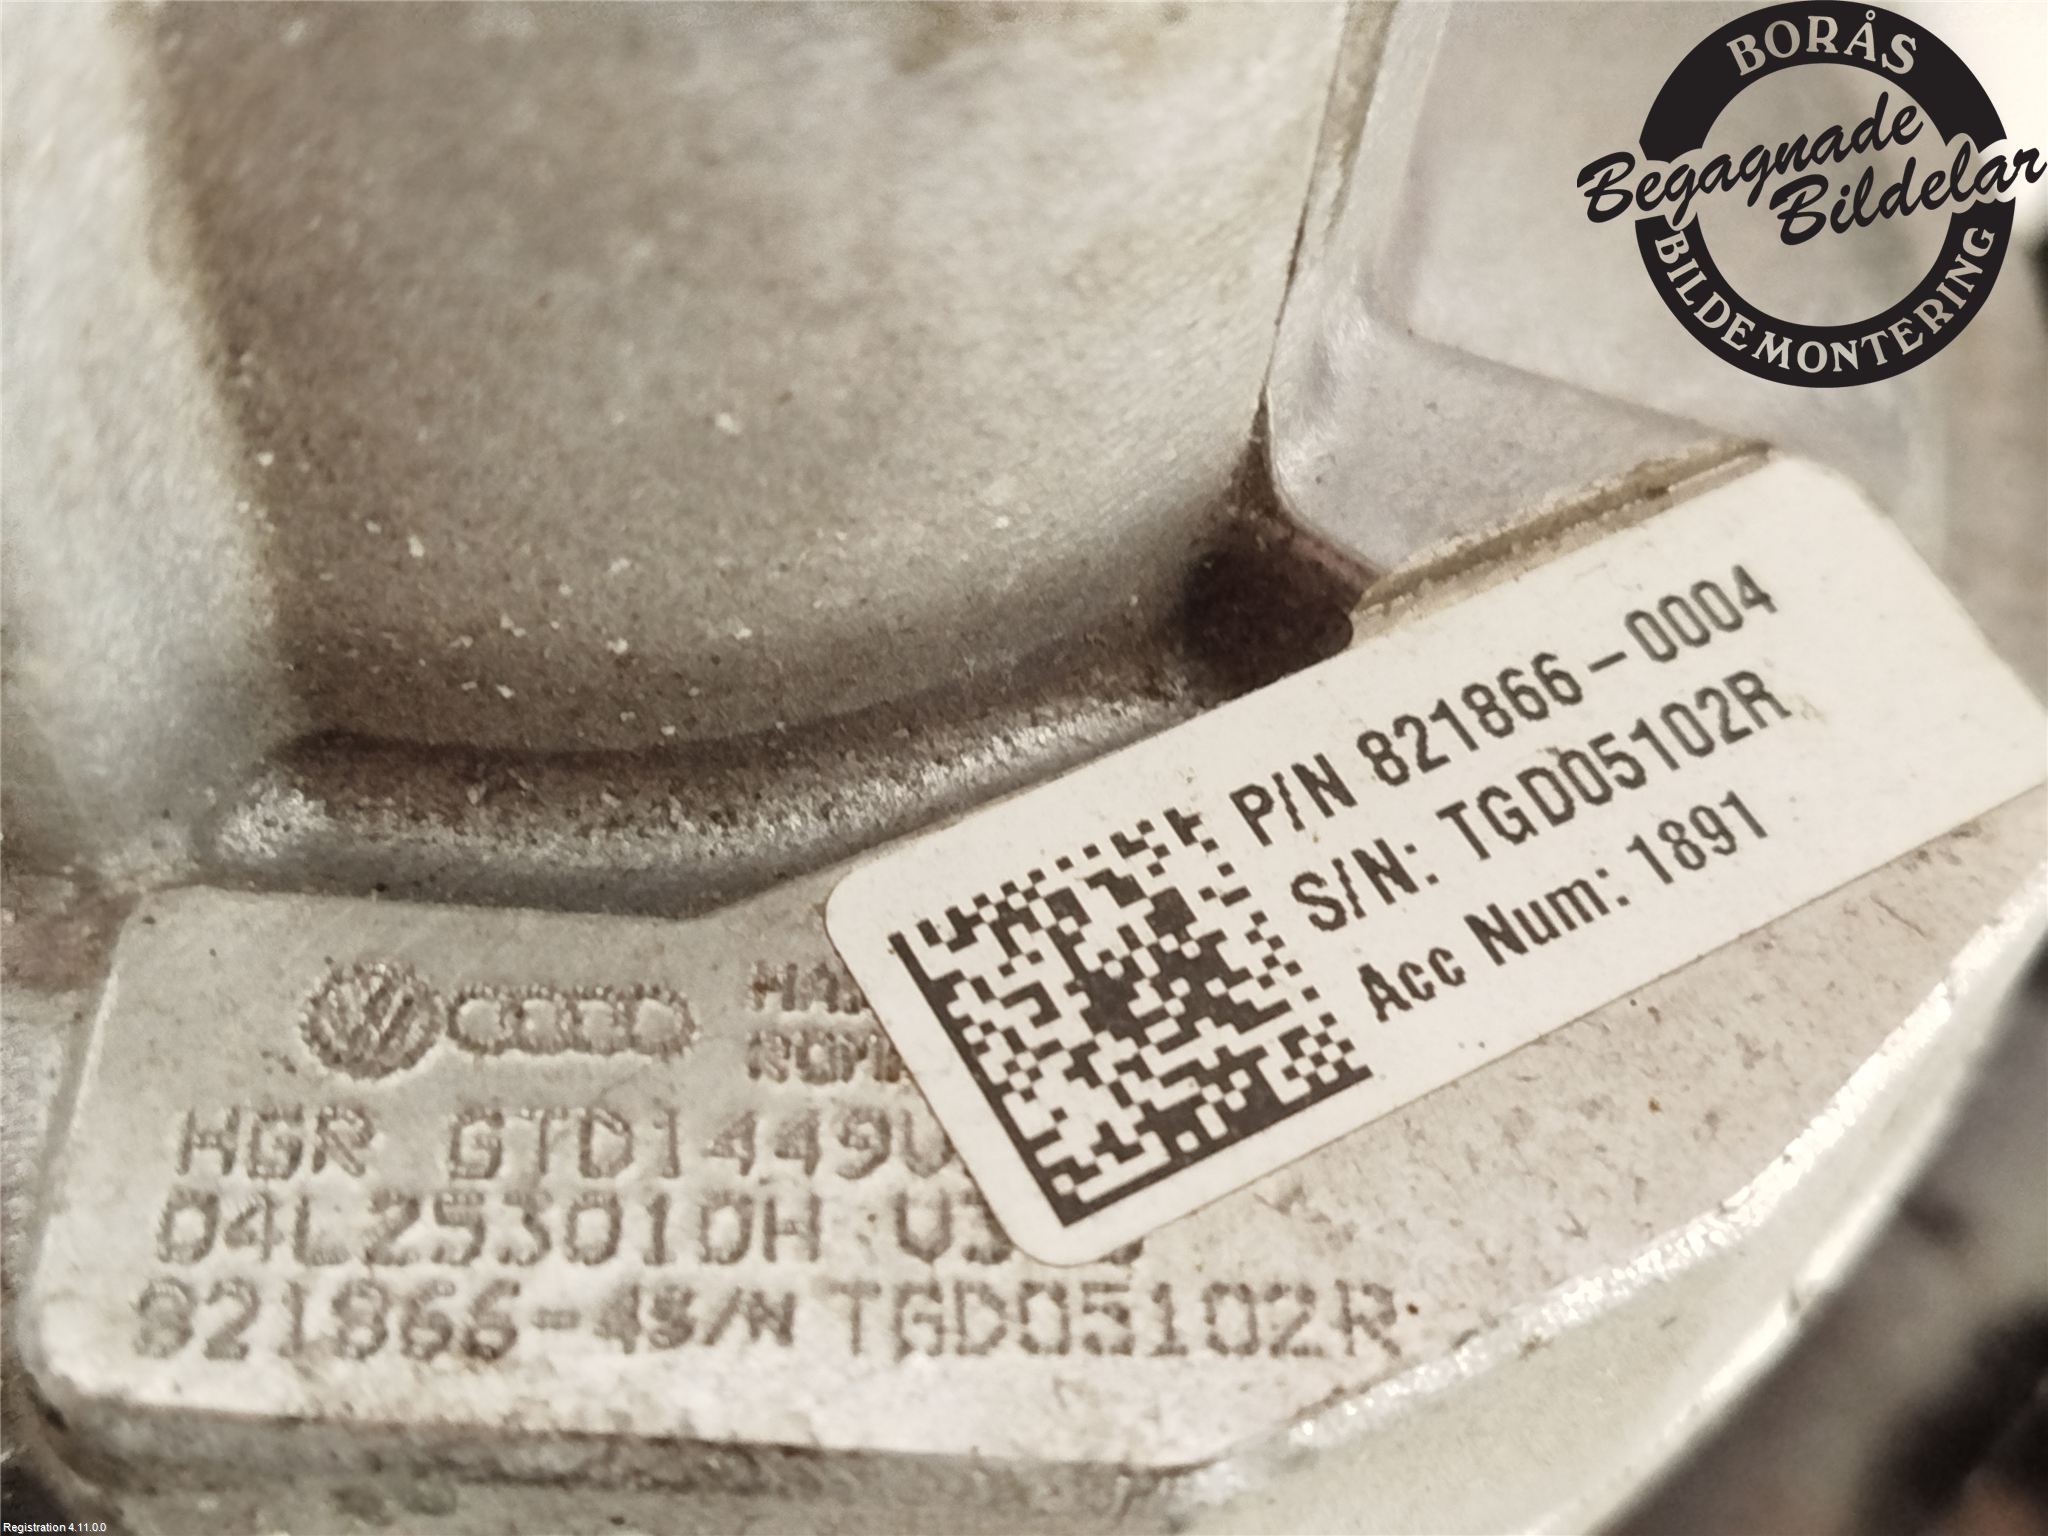 BORÅS
Begagnade
Bildelar
BILDEMONTERING
P/N 821866-0004
S/N: TGD05102R
Acc Num: 1891
HGR GTD1449V
04L253010H
821866-4S/N TGD05102R
Registration 4.11.0.0